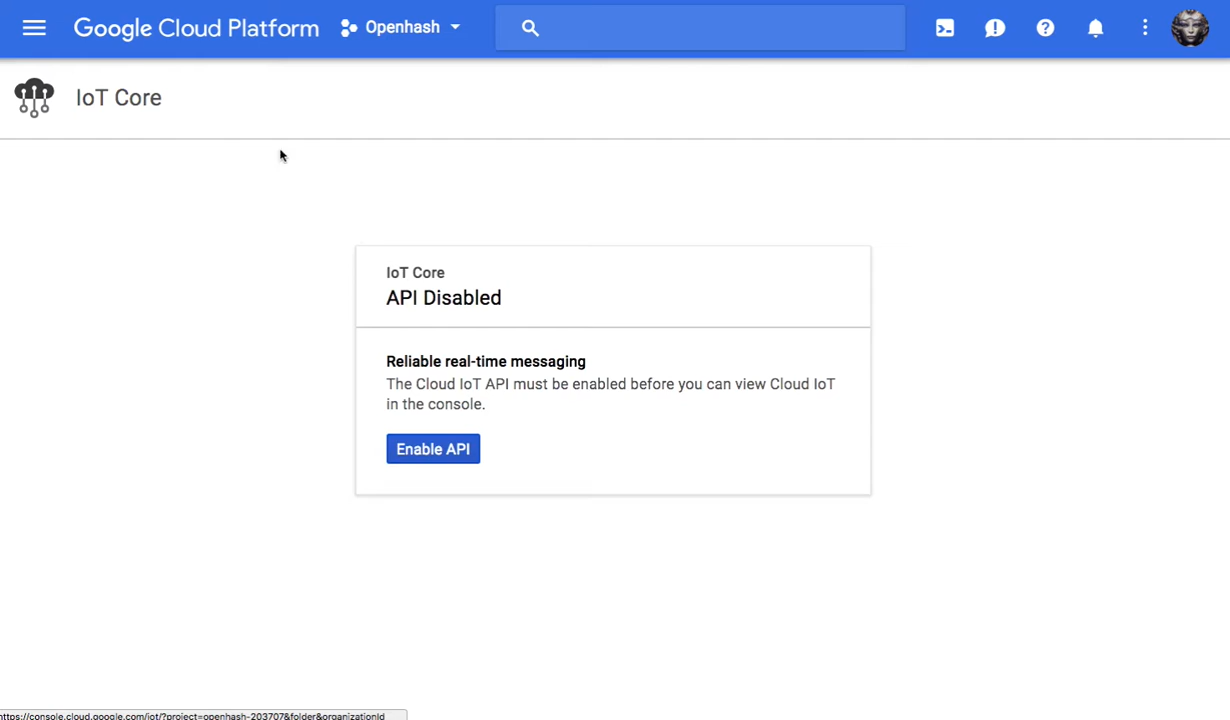 Google Cloud Platform
Openhash
IoT Core
IoT Core
API Disabled
Reliable real-time messaging
The Cloud IoT API must be enabled before you can view Cloud IoT
in the console.
Enable API
https://console.cloud.google.com/iot/?project=openhash-203707&folder&organizationId